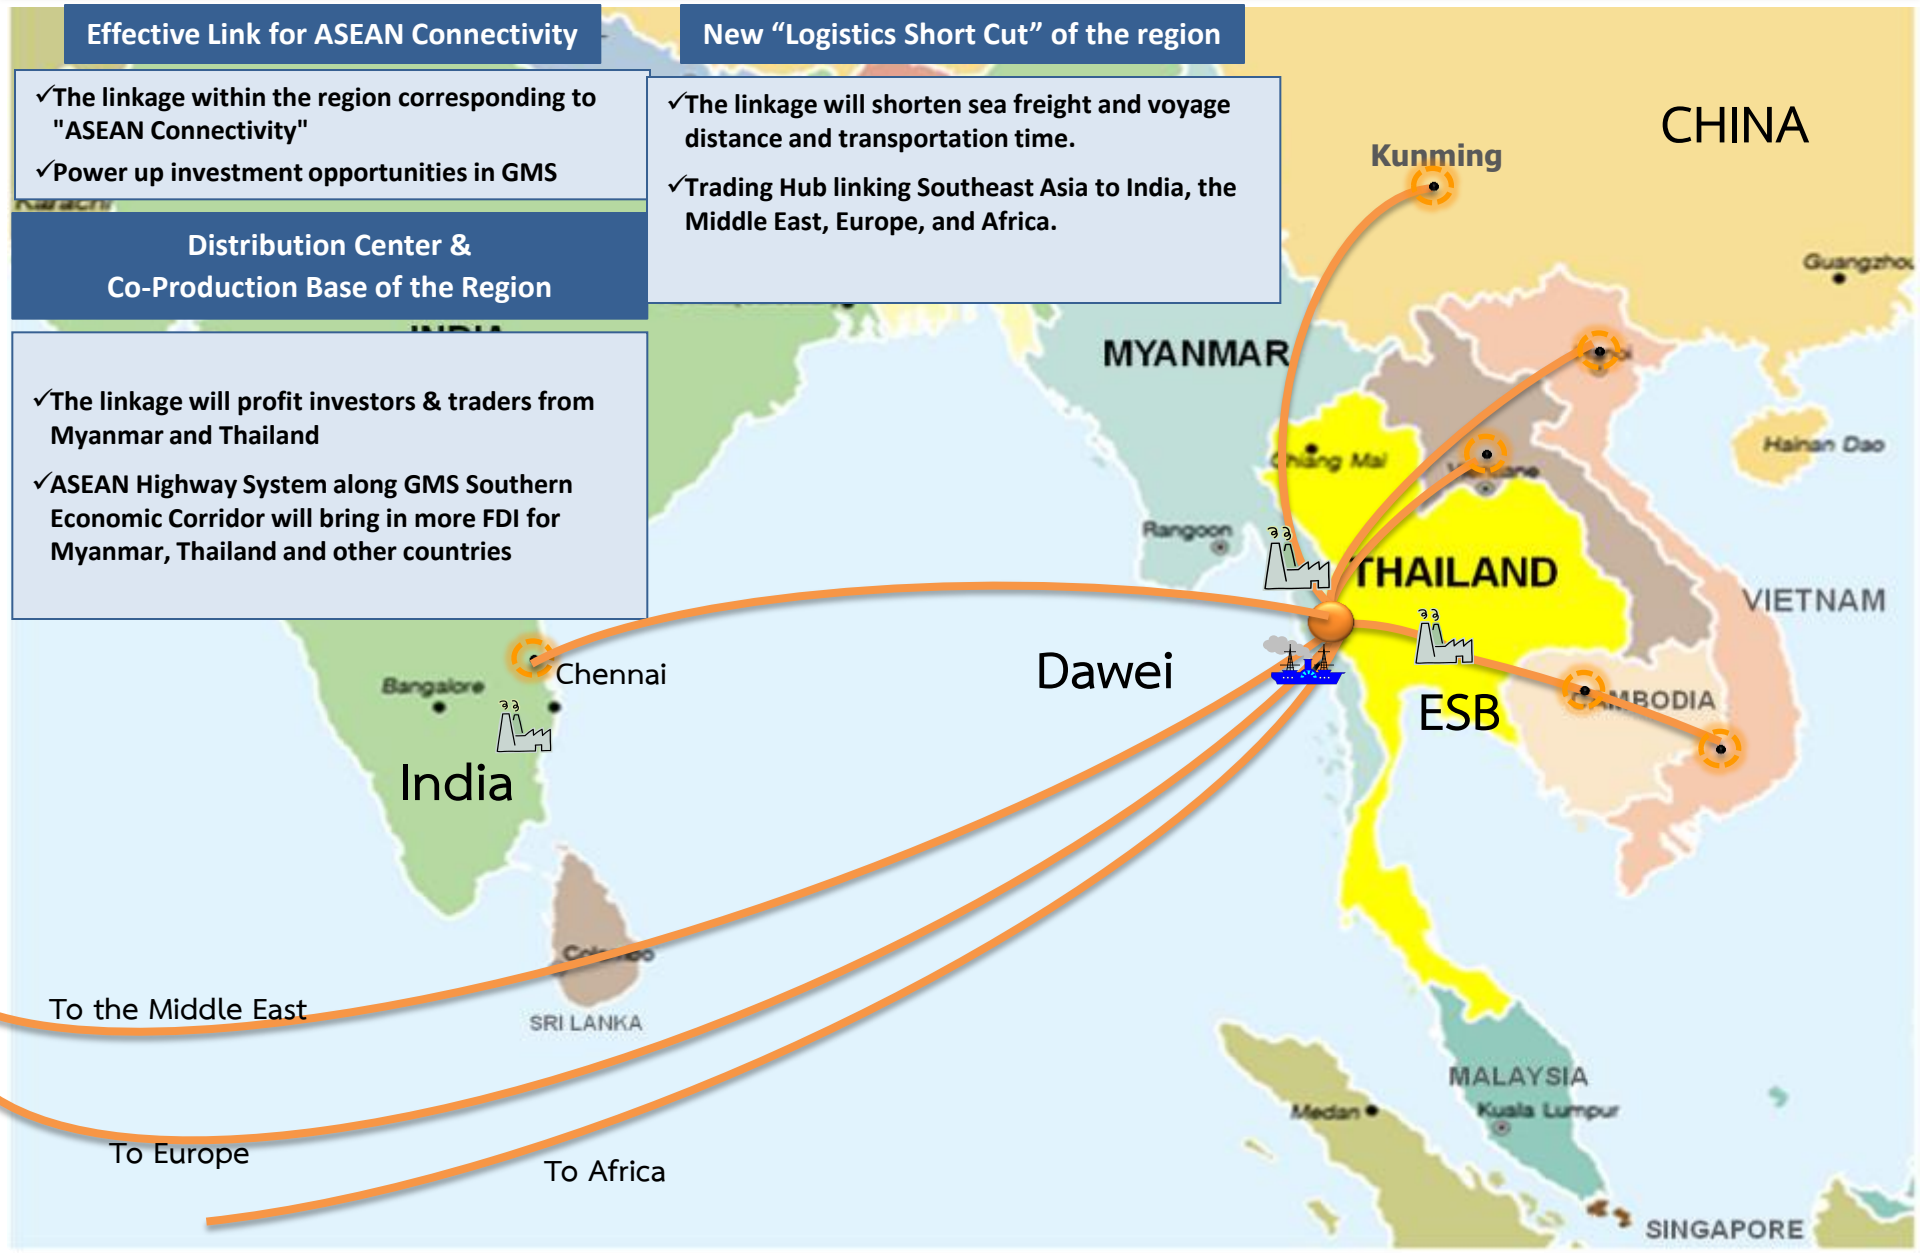 Effective Link for ASEAN Connectivity
✓The linkage within the region corresponding to
"ASEAN Connectivity"
✓Power up investment opportunities in GMS
Karachi
Distribution Center &
Co-Production Base of the Region
INDIA
✓The linkage will profit investors & traders from
Myanmar and Thailand
✓ASEAN Highway System along GMS Southern
Economic Corridor will bring in more FDI for
Myanmar, Thailand and other countries
New “Logistics Short Cut” of the region
✓The linkage will shorten sea freight and voyage
distance and transportation time.
✓Trading Hub linking Southeast Asia to India, the
Middle East, Europe, and Africa.
CHINA
Kunming
Guangzhou
MYANMAR
Hainan Dao
Chiang Mai
Rangoon
THAILAND
VIETNAM
Chennai
Bangalore
Dawei
CAMBODIA
ESB
India
Colombo
To the Middle East
SRI LANKA
MALAYSIA
Medan
Kuala Lumpur
To Europe
To Africa
SINGAPORE